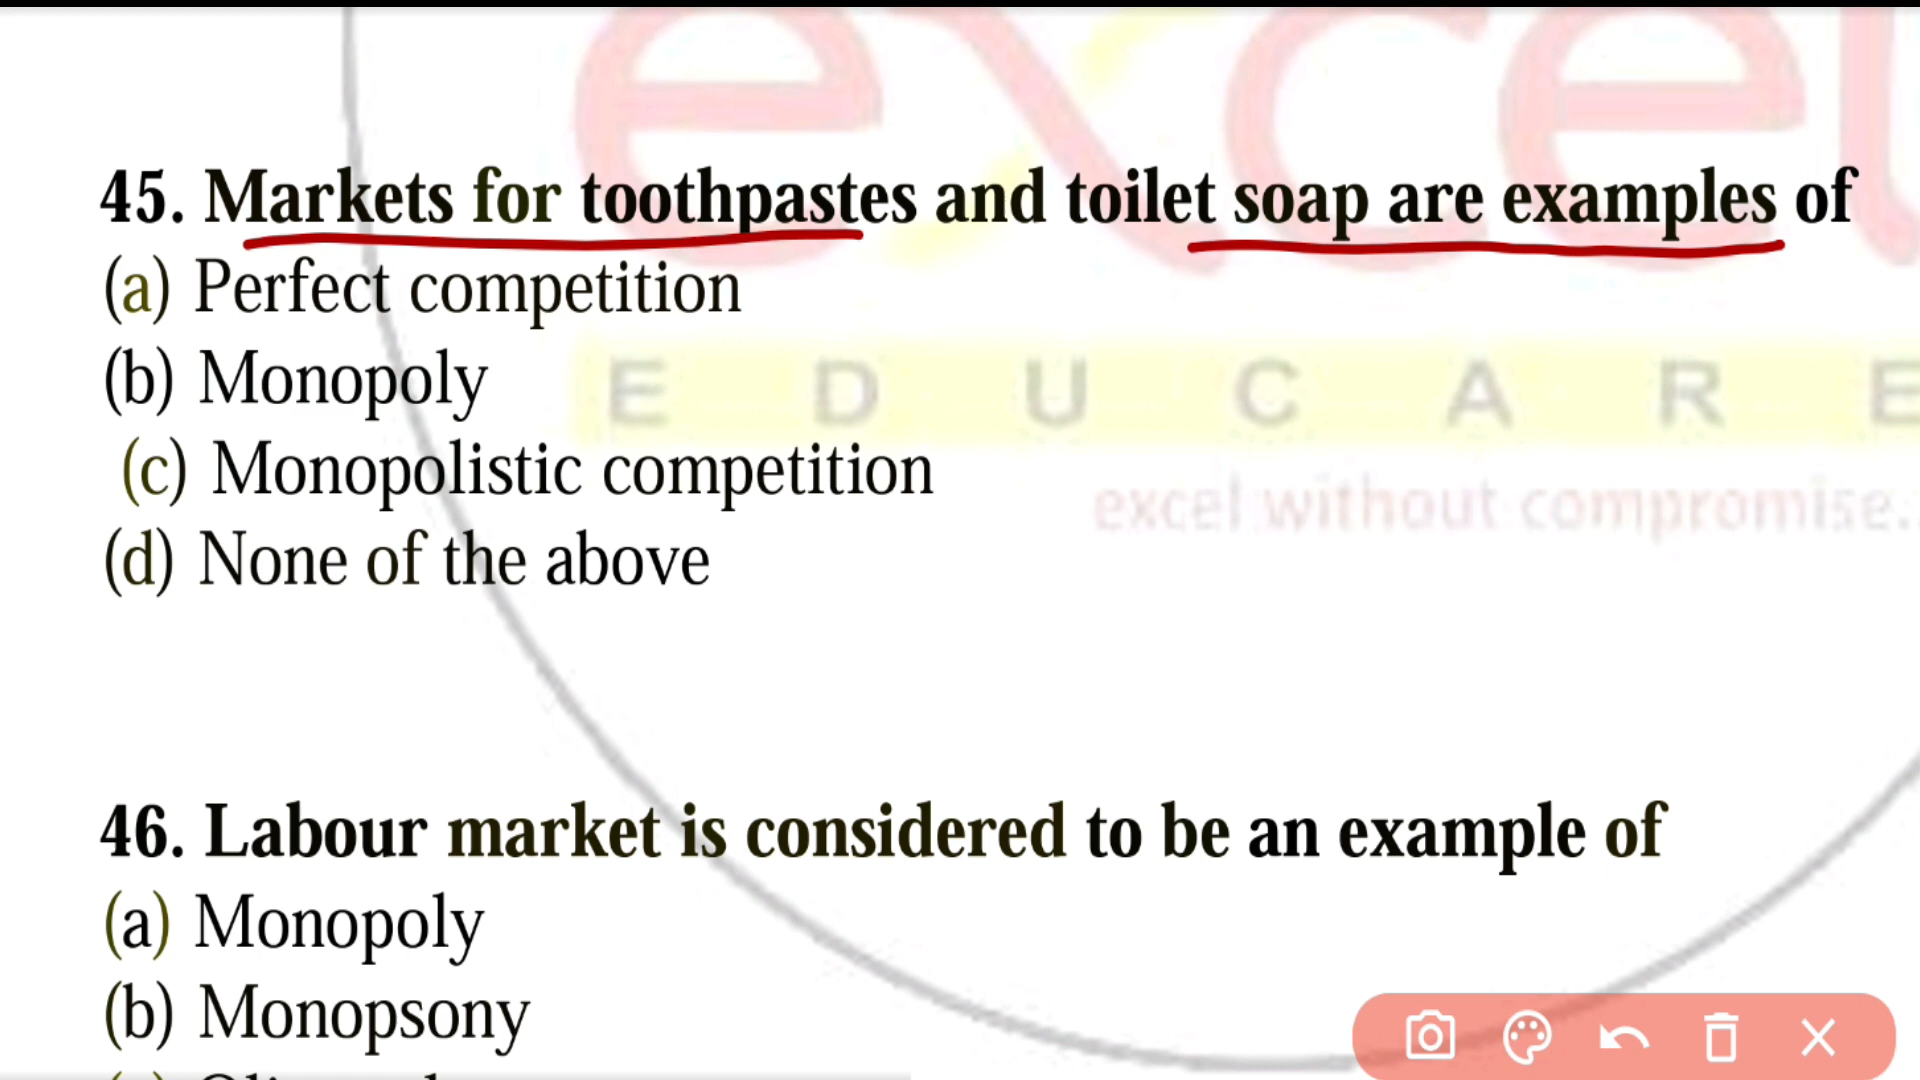 excel
45. Markets for toothpastes and toilet soap are examples of
(a) Perfect competition
(b) Monopoly
EDUCARE
(c) Monopolistic competition
excel without compromise.
(d) None of the above
46. Labour market is considered to be an example of
(a) Monopoly
(b) Monopsony